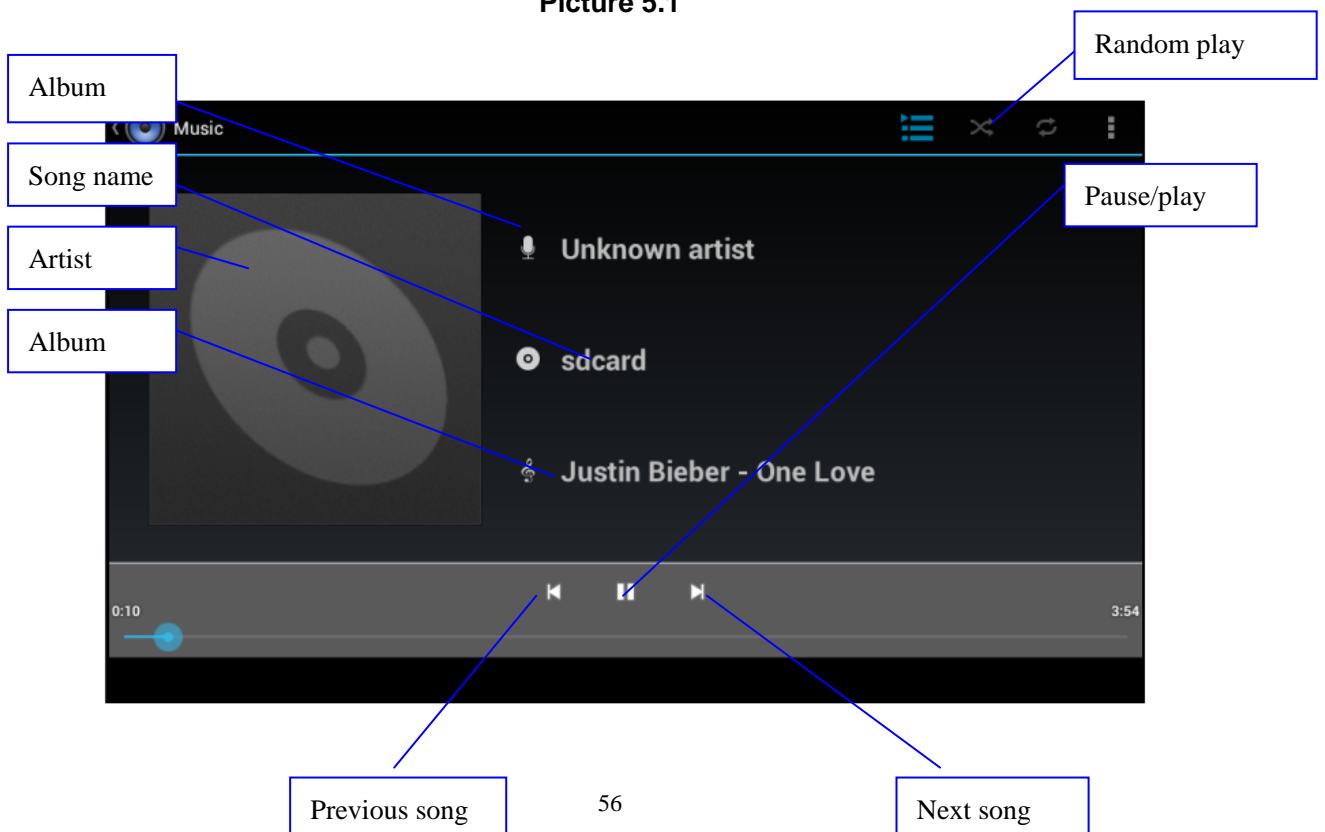 Picture 5.1
Random play
Album
Music
Song name
Pause/play
Artist
Unknown artist
Album
sdcard
Justin Bieber - One Love
0:10
3:54
Previous song
56
Next song